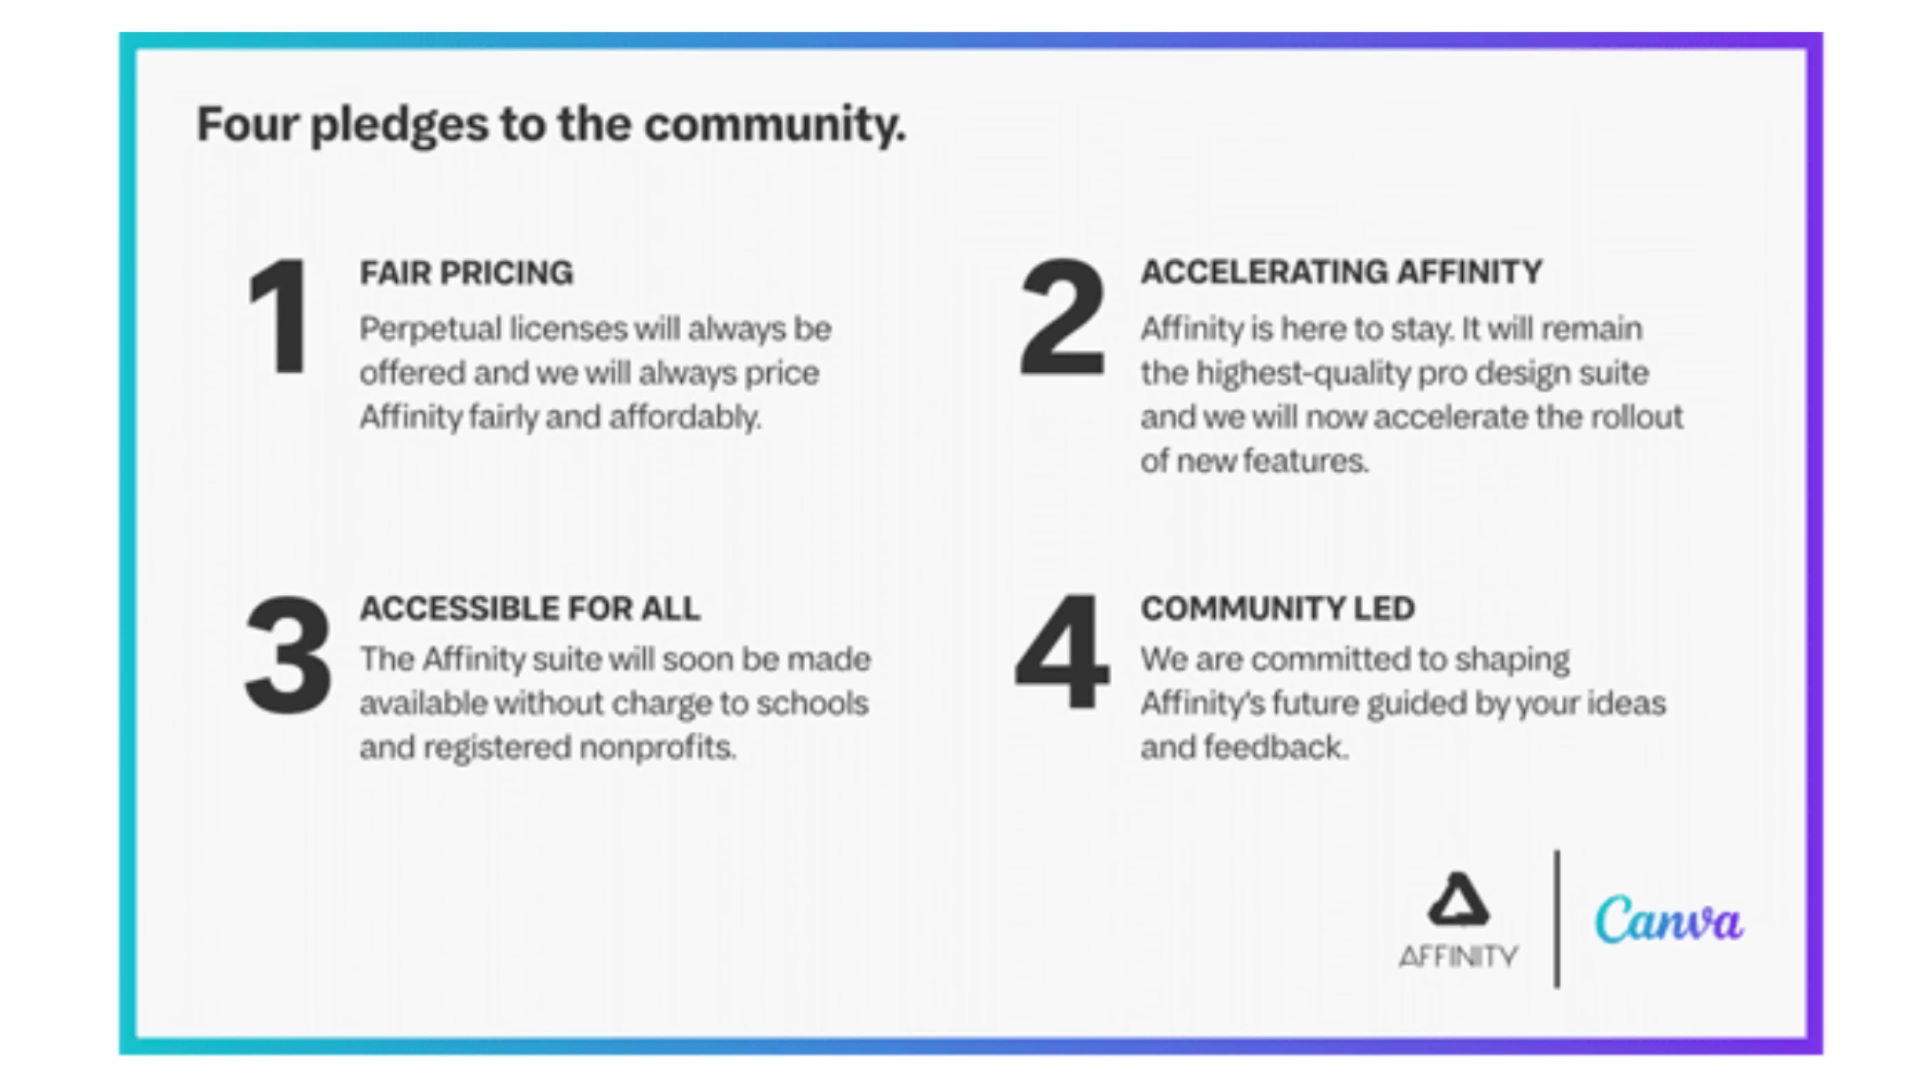 Four pledges to the community.
1
FAIR PRICING
Perpetual licenses will always be
offered and we will always price
Affinity fairly and affordably.
2
ACCELERATING AFFINITY
Affinity is here to stay. It will remain
the highest-quality pro design suite
and we will now accelerate the rollout
of new features.
3
ACCESSIBLE FOR ALL
The Affinity suite will soon be made
available without charge to schools
and registered nonprofits.
4
COMMUNITY LED
We are committed to shaping
Affinity's future guided by your ideas
and feedback.
AFFINITY
Canva